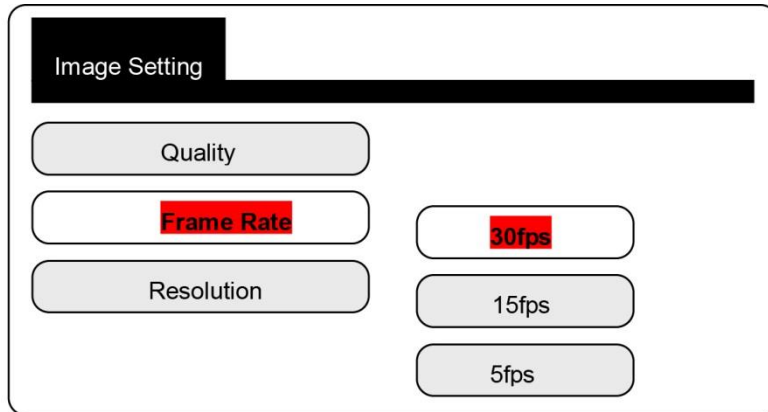 Image Setting
Quality
Frame Rate
Resolution
30fps
15fps
5fps